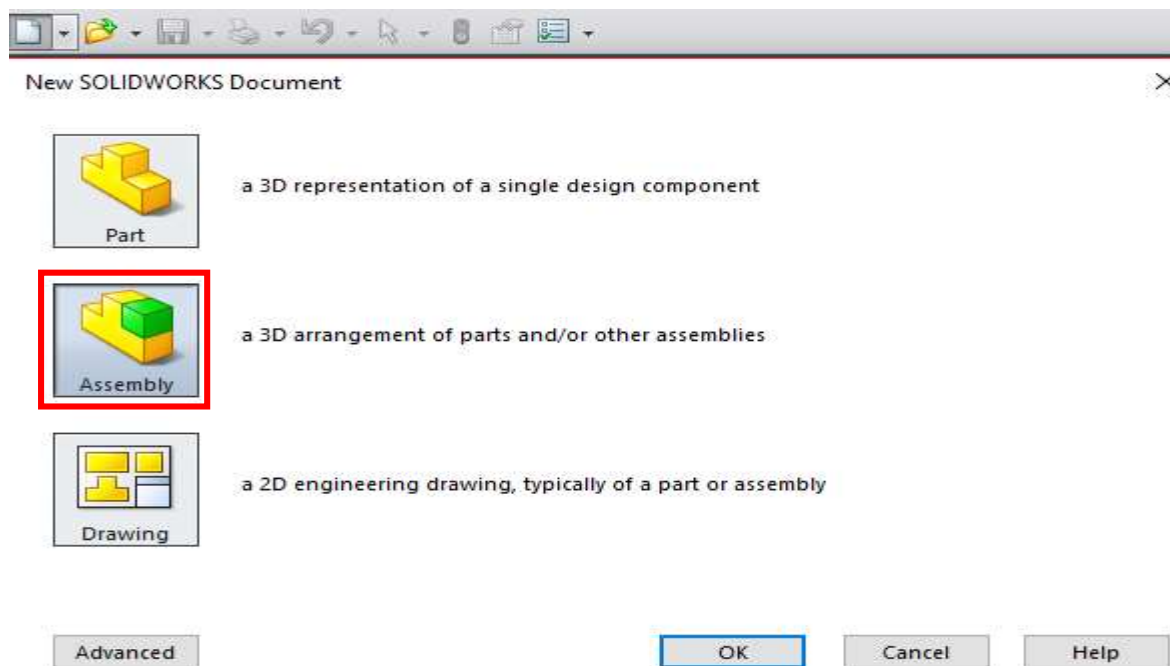 New SOLIDWORKS Document
Part
a 3D representation of a single design component
Assembly
a 3D arrangement of parts and/or other assemblies
Drawing
a 2D engineering drawing, typically of a part or assembly
Advanced OK Cancel Help